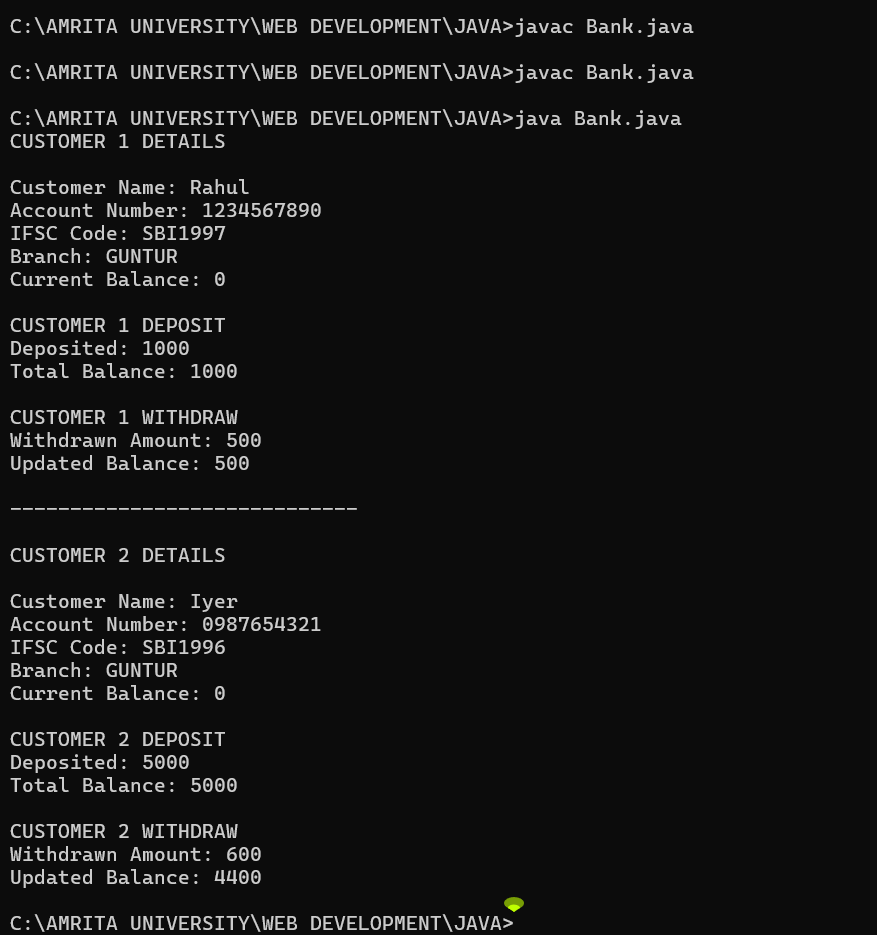 C:\AMRITA UNIVERSITY\WEB DEVELOPMENT\JAVA>javac Bank.java
C:\AMRITA UNIVERSITY\WEB DEVELOPMENT\JAVA>javac Bank.java
C:\AMRITA UNIVERSITY\WEB DEVELOPMENT\JAVA>java Bank.java
CUSTOMER 1 DETAILS
Customer Name: Rahul
Account Number: 1234567890
IFSC Code: SBI1997
Branch: GUNTUR
Current Balance: 0
CUSTOMER 1 DEPOSIT
Deposited: 1000
Total Balance: 1000
CUSTOMER 1 WITHDRAW
Withdrawn Amount: 500
Updated Balance: 500
-----------------------------
CUSTOMER 2 DETAILS
Customer Name: Iyer
Account Number: 0987654321
IFSC Code: SBI1996
Branch: GUNTUR
Current Balance: 0
CUSTOMER 2 DEPOSIT
Deposited: 5000
Total Balance: 5000
CUSTOMER 2 WITHDRAW
Withdrawn Amount: 600
Updated Balance: 4400
C:\AMRITA UNIVERSITY\WEB DEVELOPMENT\JAVA>